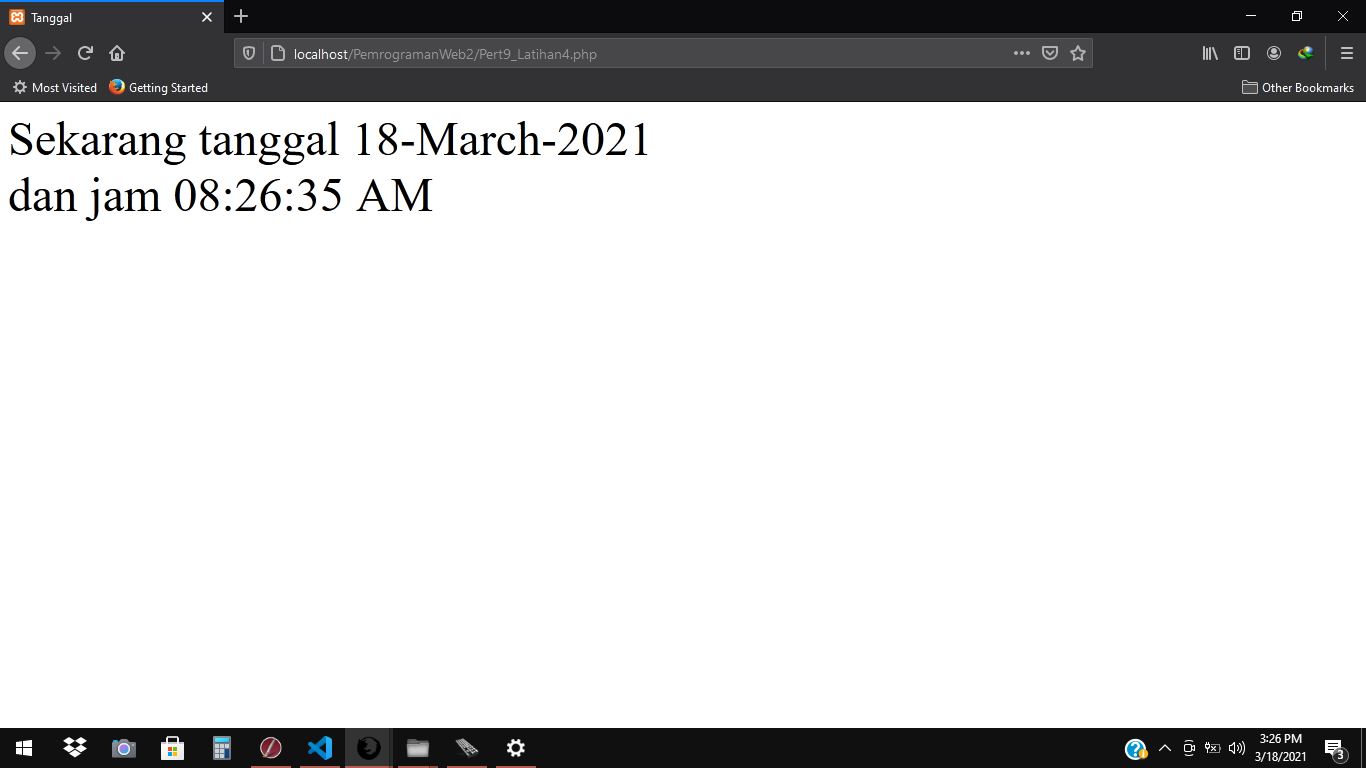 Tanggal
localhost/PemrogramanWeb2/Pert9_Latihan4.php
Most Visited
Getting Started
Other Bookmarks
Sekarang tanggal 18-March-2021
dan jam 08:26:35 AM
3:26 PM
3/18/2021
3